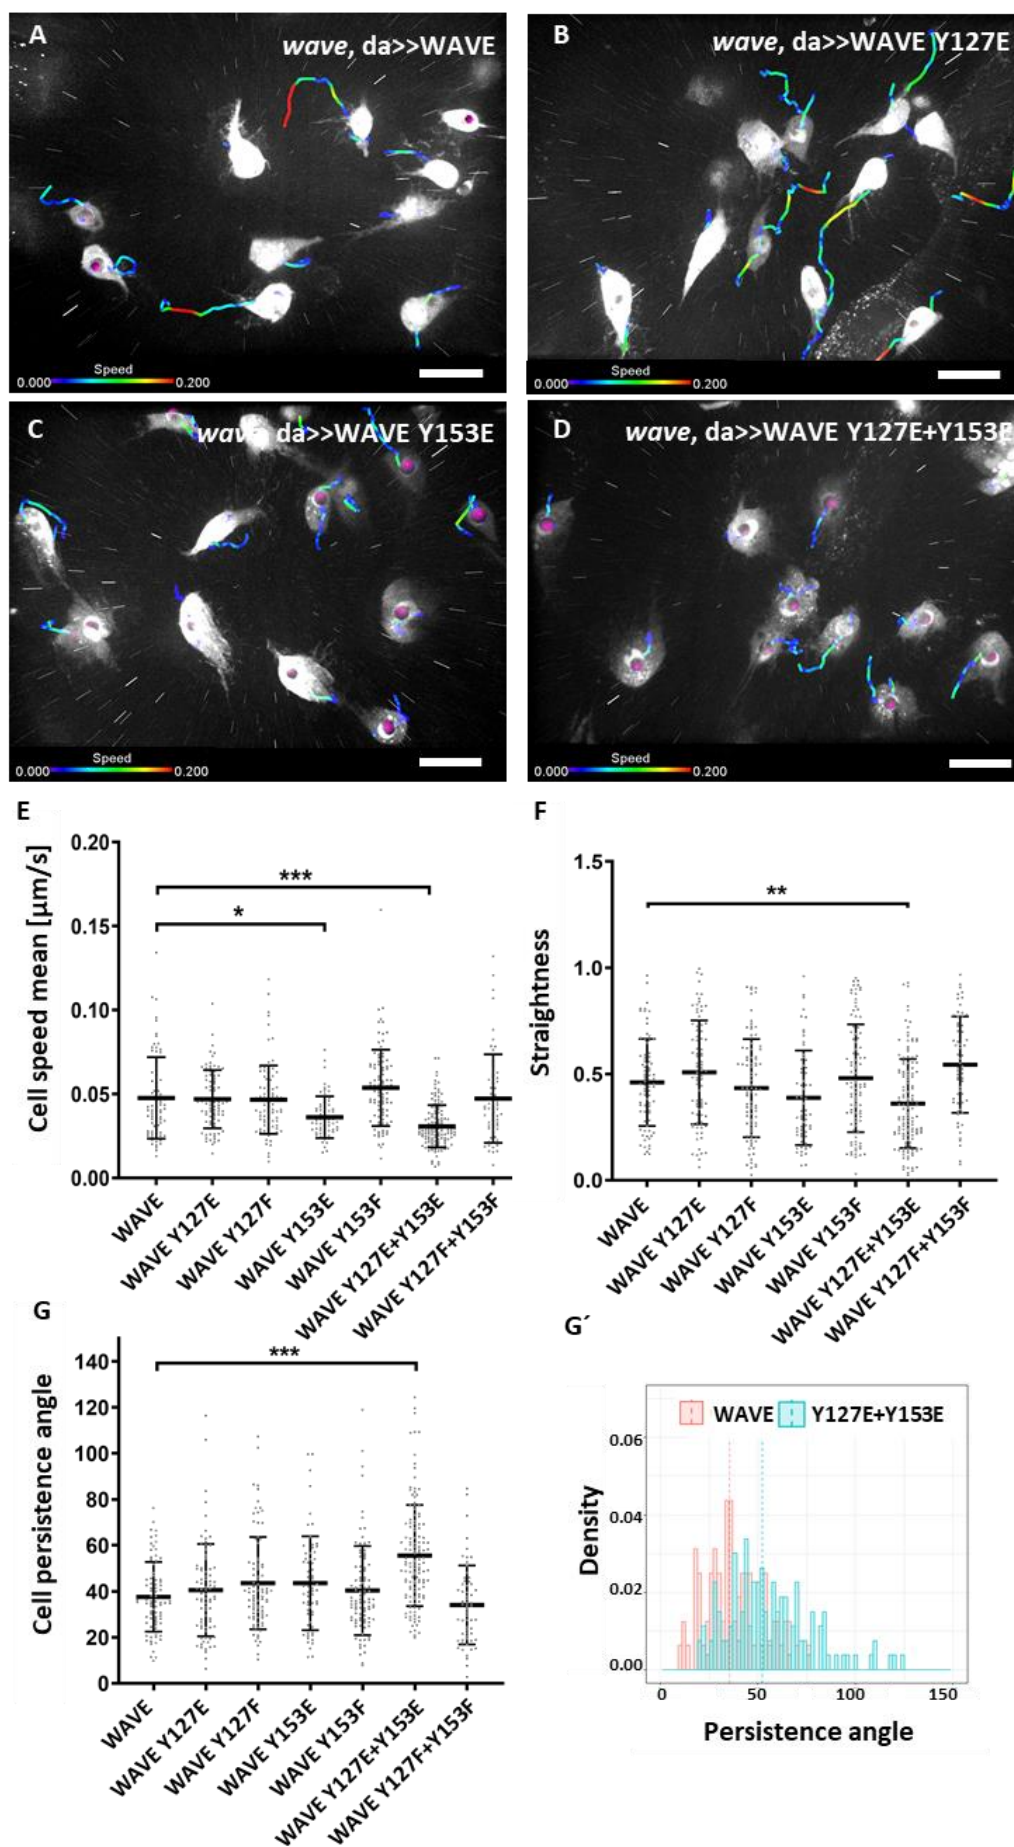 A
wave, da>>WAVE
Speed
0.000
0.200
B
wave, da>>WAVE Y127E
Speed
0.000
0.200
C
wave, da>>WAVE Y153E
Speed
0.000
0.200
D
wave, da>>WAVE Y127E+Y153E
Speed
0.000
0.200
E
Cell speed mean [µm/s]
0.20
0.15
0.10
0.05
0.00
***
*
WAVE
WAVE Y127E
WAVE Y127F
WAVE Y153E
WAVE Y153F
WAVE Y127E+Y153E
WAVE Y127F+Y153F
F
Straightness
1.5
1.0
0.5
0.0
**
WAVE
WAVE Y127E
WAVE Y127F
WAVE Y153E
WAVE Y153F
WAVE Y127E+Y153E
WAVE Y127F+Y153F
G
Cell persistence angle
140
120
100
80
60
40
20
0
***
WAVE
WAVE Y127E
WAVE Y127F
WAVE Y153E
WAVE Y153F
WAVE Y127E+Y153E
WAVE Y127F+Y153F
G´
WAVE
Y127E+Y153E
Density
0.06
0.04
0.02
0.00
0
50
100
150
Persistence angle